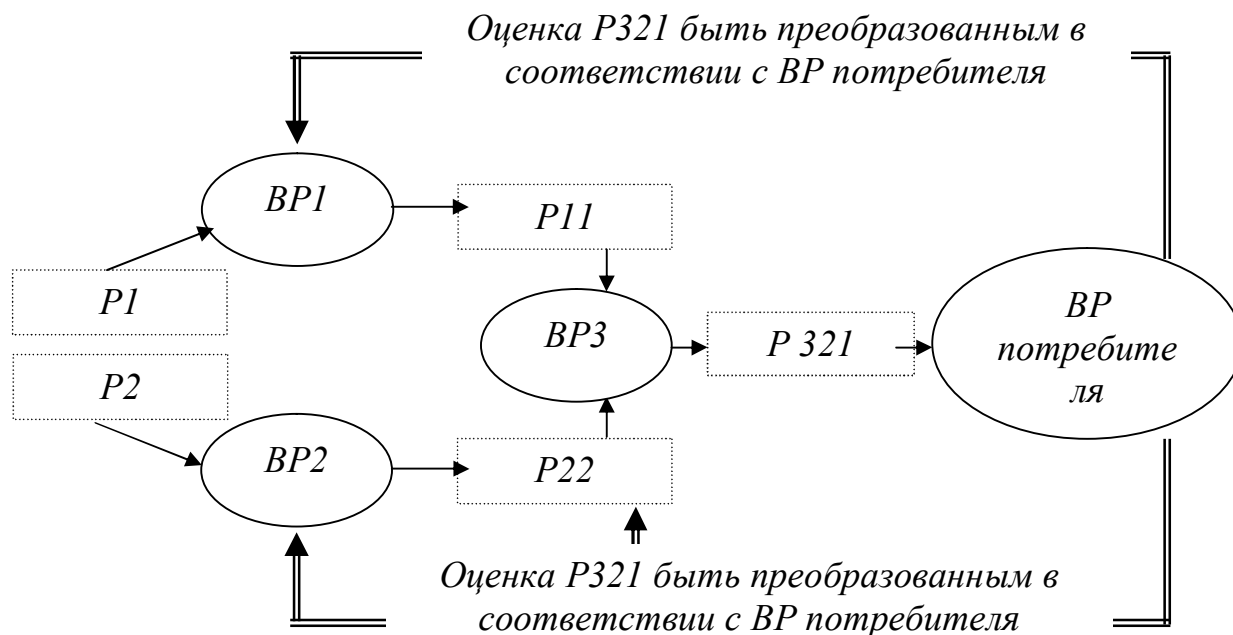 Оценка Р321 быть преобразованным в
соответствии с ВР потребителя
ВР1
Р11
Р1
ВР3
Р 321
ВР
потребите
ля
Р2
ВР2
Р22
Оценка Р321 быть преобразованным в
соответствии с ВР потребителя